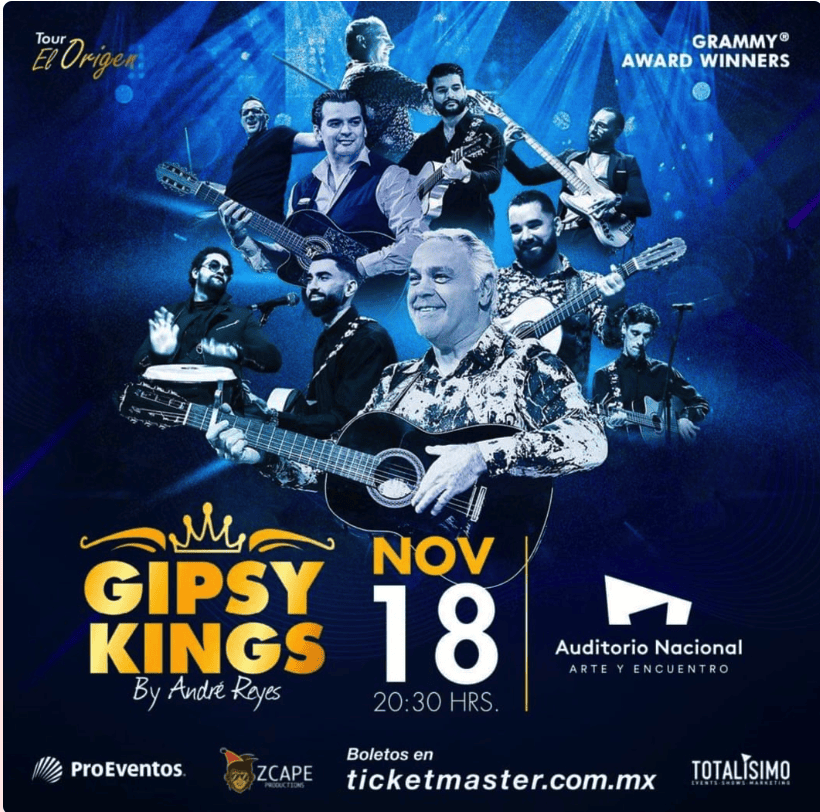 Tour
El Origen
GRAMMY®
AWARD WINNERS
GIPSY
KINGS
By André Reyes
NOV
18
20:30 HRS.
Auditorio Nacional
ARTE Y ENCUENTRO
ProEventos.
ZCAPE
PRODUCTIONS
Boletos en
ticketmaster.com.mx
TOTALÍSIMO
EVENTS·SHOWS·MARKETING